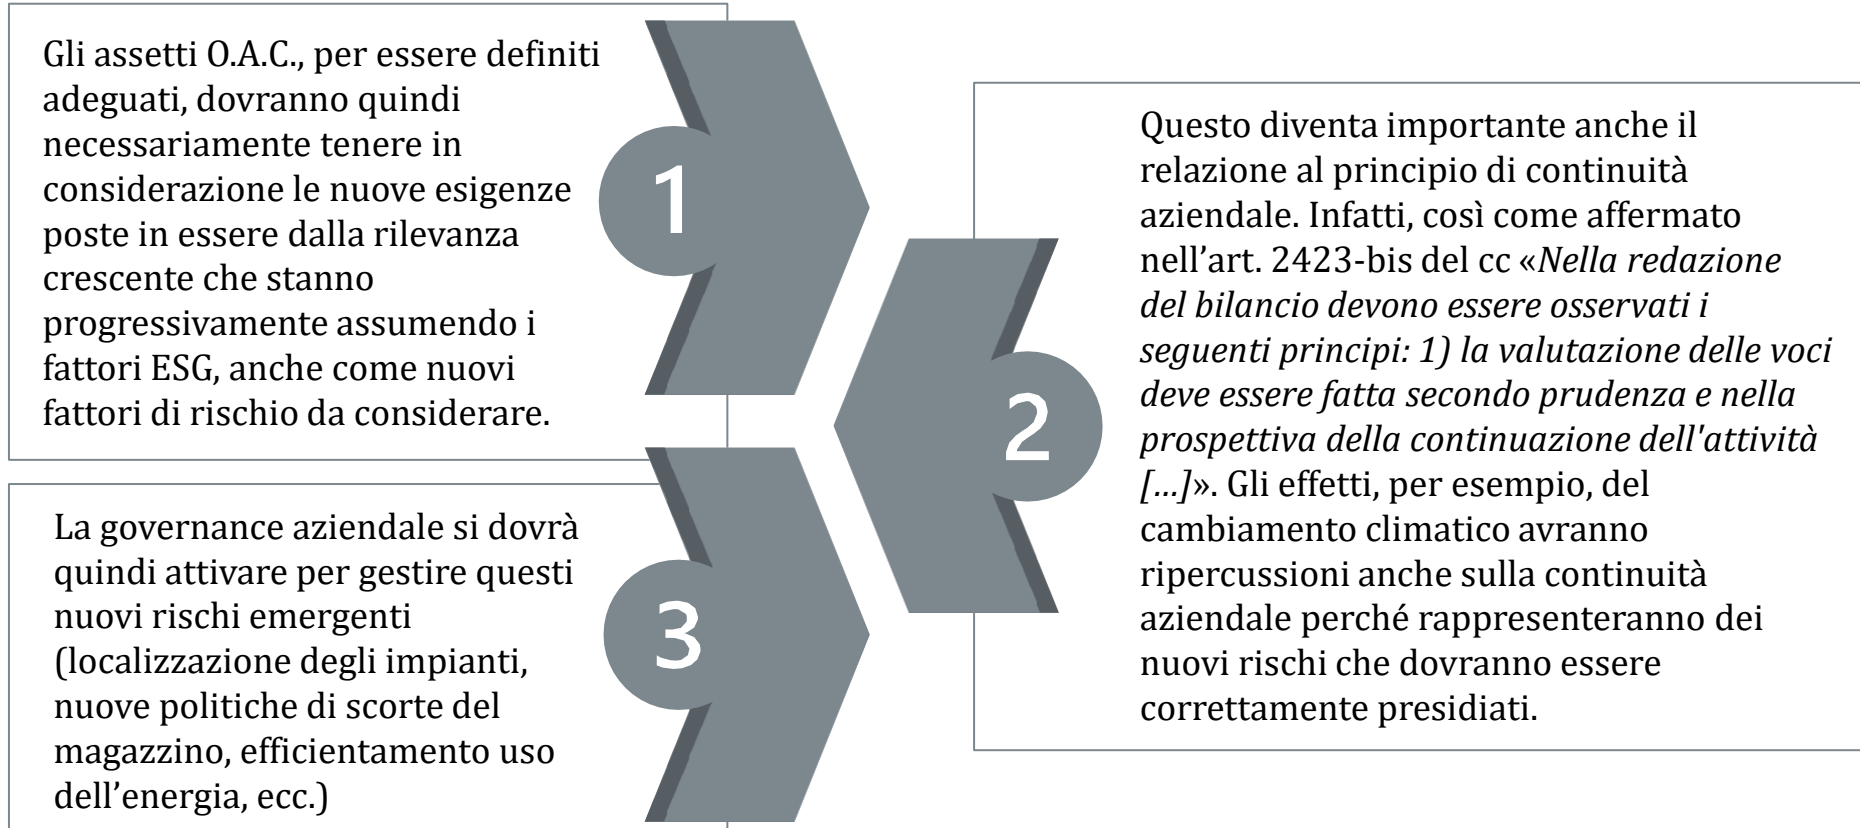 Gli assetti O.A.C., per essere definiti
adeguati, dovranno quindi
necessariamente tenere in
considerazione le nuove esigenze
poste in essere dalla rilevanza
crescente che stanno
progressivamente assumendo i
fattori ESG, anche come nuovi
fattori di rischio da considerare.
1
Questo diventa importante anche il
relazione al principio di continuità
aziendale. Infatti, così come affermato
nell’art. 2423-bis del cc «Nella redazione
del bilancio devono essere osservati i
seguenti principi: 1) la valutazione delle voci
deve essere fatta secondo prudenza e nella
prospettiva della continuazione dell'attività
[…]». Gli effetti, per esempio, del
cambiamento climatico avranno
ripercussioni anche sulla continuità
aziendale perché rappresenteranno dei
nuovi rischi che dovranno essere
correttamente presidiati.
2
La governance aziendale si dovrà
quindi attivare per gestire questi
nuovi rischi emergenti
(localizzazione degli impianti,
nuove politiche di scorte del
magazzino, efficientamento uso
dell’energia, ecc.)
3